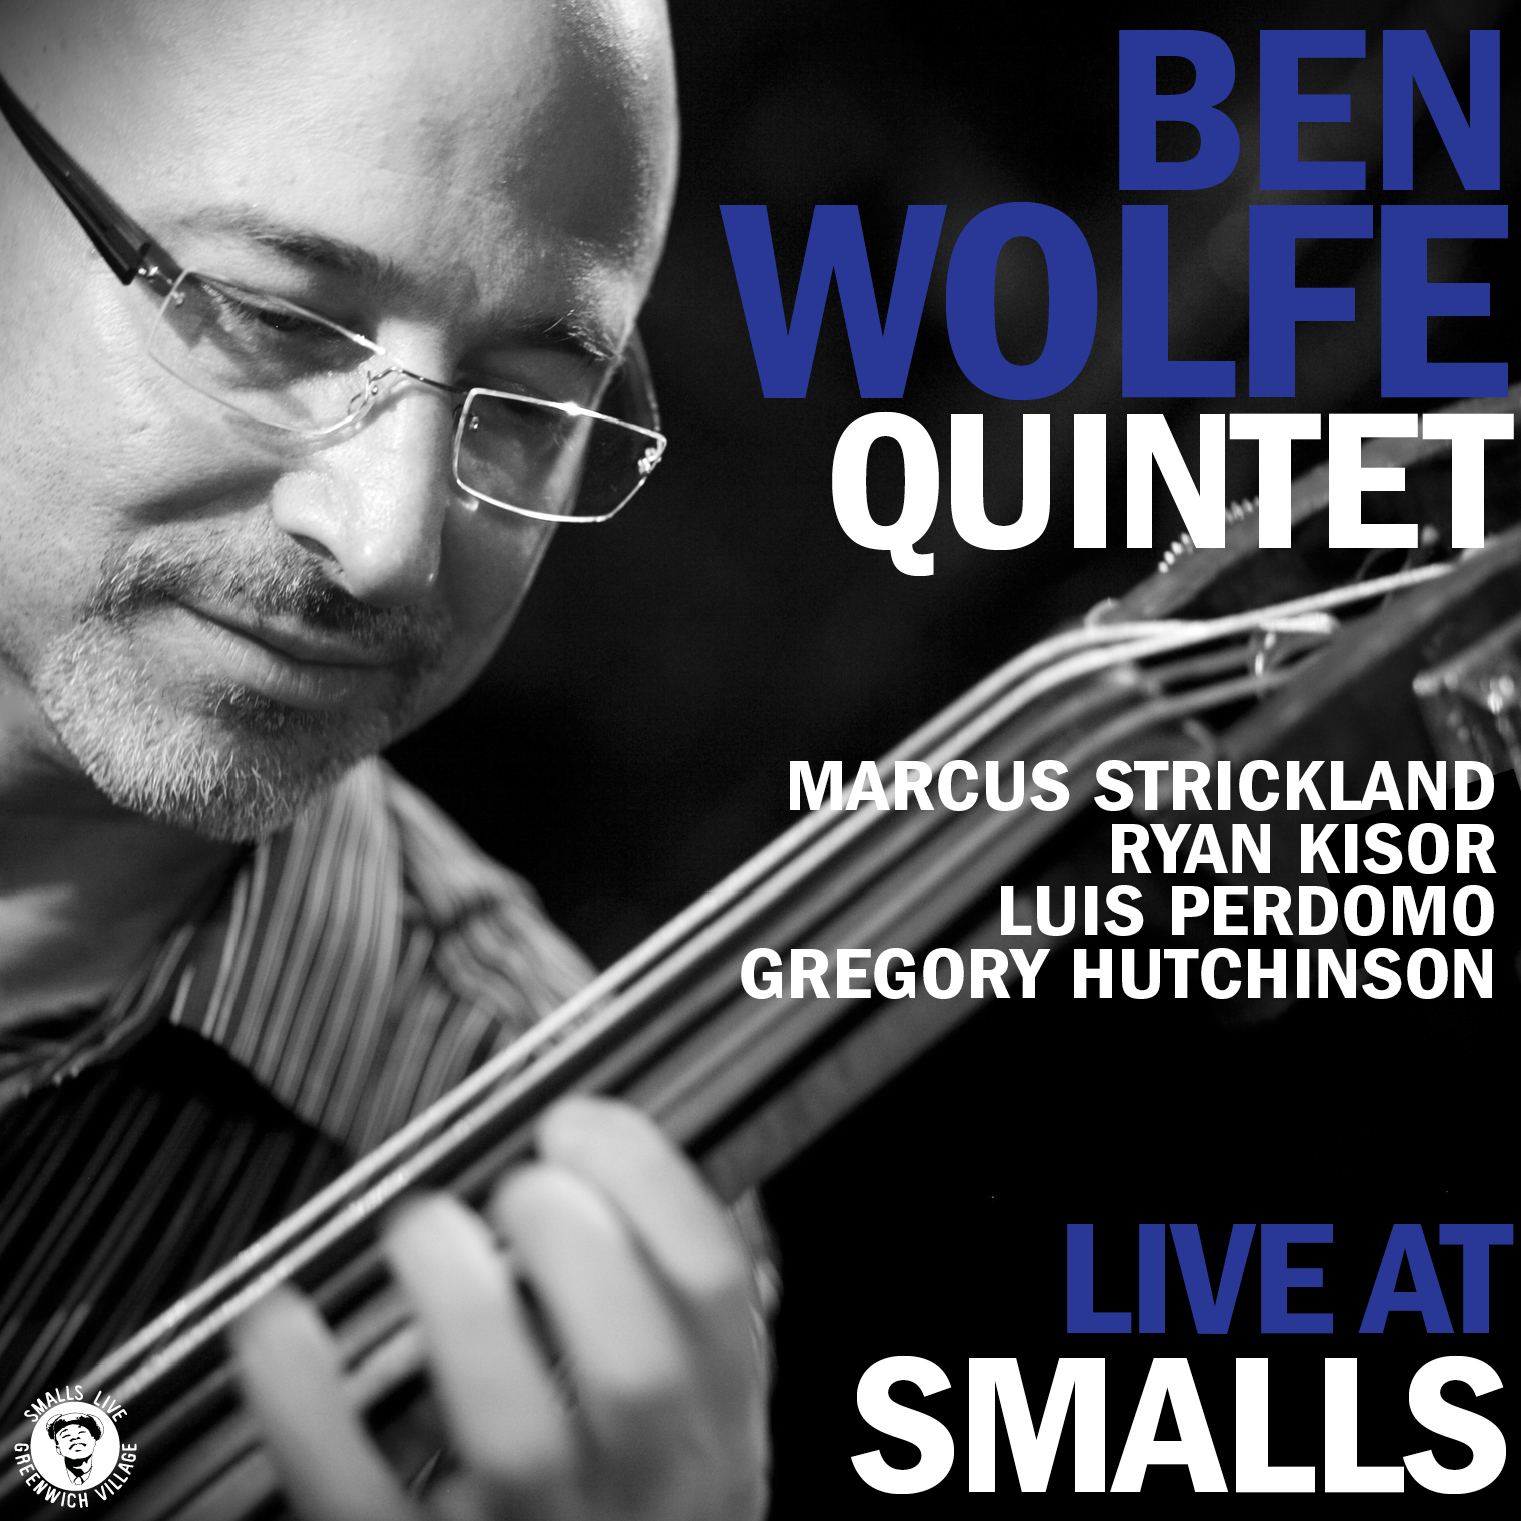 BEN
WOLFE
QUINTET
MARCUS STRICKLAND
RYAN KISOR
LUIS PERDOMO
GREGORY HUTCHINSON
LIVE AT
SMALLS
SMALLS LIVE
GREENWICH VILLAGE